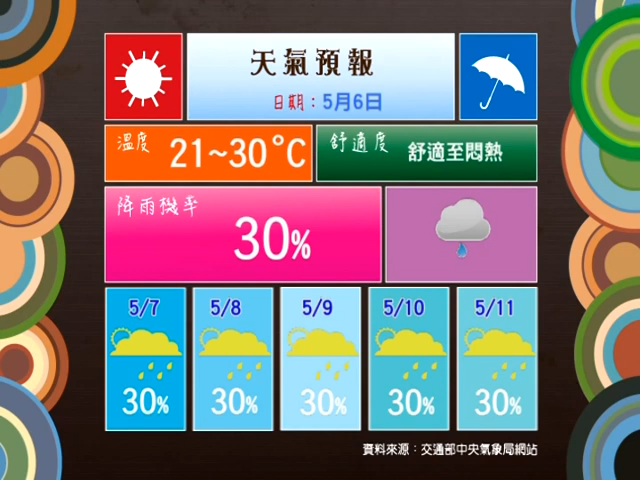 天氣預報
日期：5月6日
溫度 21~30°C
舒適度 舒適至悶熱
降雨機率
30%
5/7 5/8 5/9 5/10 5/11
30% 30% 30% 30% 30%
資料來源：交通部中央氣象局網站